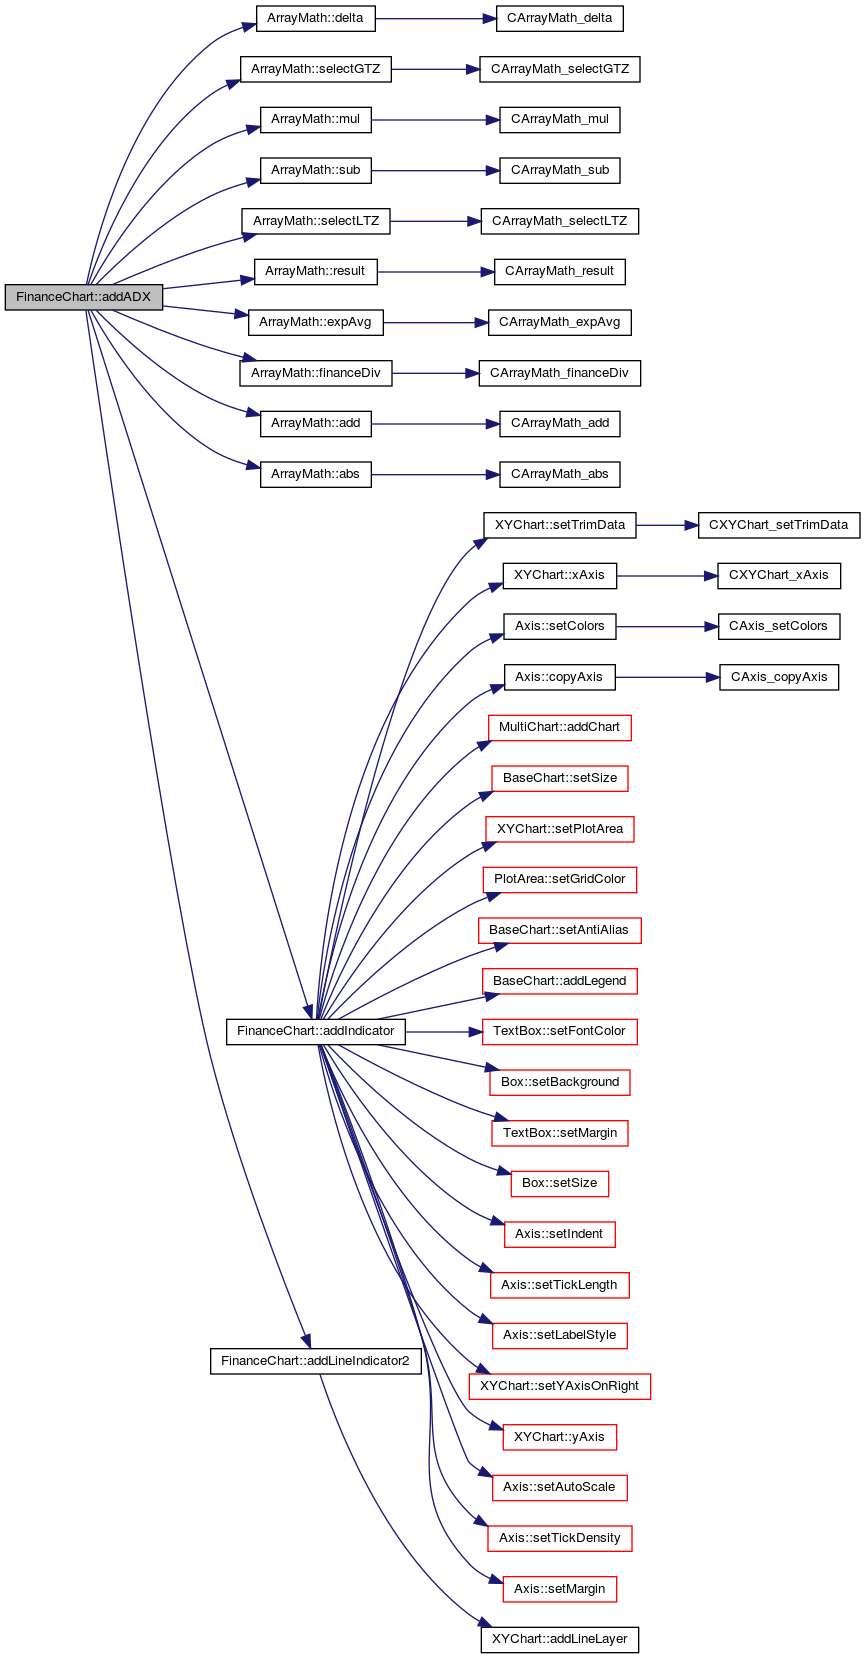 ArrayMath::delta
CArrayMath_delta
ArrayMath::selectGTZ
CArrayMath_selectGTZ
ArrayMath::mul
CArrayMath_mul
ArrayMath::sub
CArrayMath_sub
ArrayMath::selectLTZ
CArrayMath_selectLTZ
ArrayMath::result
CArrayMath_result
FinanceChart::addADX
ArrayMath::expAvg
CArrayMath_expAvg
ArrayMath::financeDiv
CArrayMath_financeDiv
ArrayMath::add
CArrayMath_add
ArrayMath::abs
CArrayMath_abs
XYChart::setTrimData
CXYChart_setTrimData
XYChart::xAxis
CXYChart_xAxis
Axis::setColors
CAxis_setColors
Axis::copyAxis
CAxis_copyAxis
MultiChart::addChart
BaseChart::setSize
XYChart::setPlotArea
PlotArea::setGridColor
BaseChart::setAntiAlias
BaseChart::addLegend
FinanceChart::addIndicator
TextBox::setFontColor
Box::setBackground
TextBox::setMargin
Box::setSize
Axis::setIndent
Axis::setTickLength
Axis::setLabelStyle
FinanceChart::addLineIndicator2
XYChart::setYAxisOnRight
XYChart::yAxis
Axis::setAutoScale
Axis::setTickDensity
Axis::setMargin
XYChart::addLineLayer